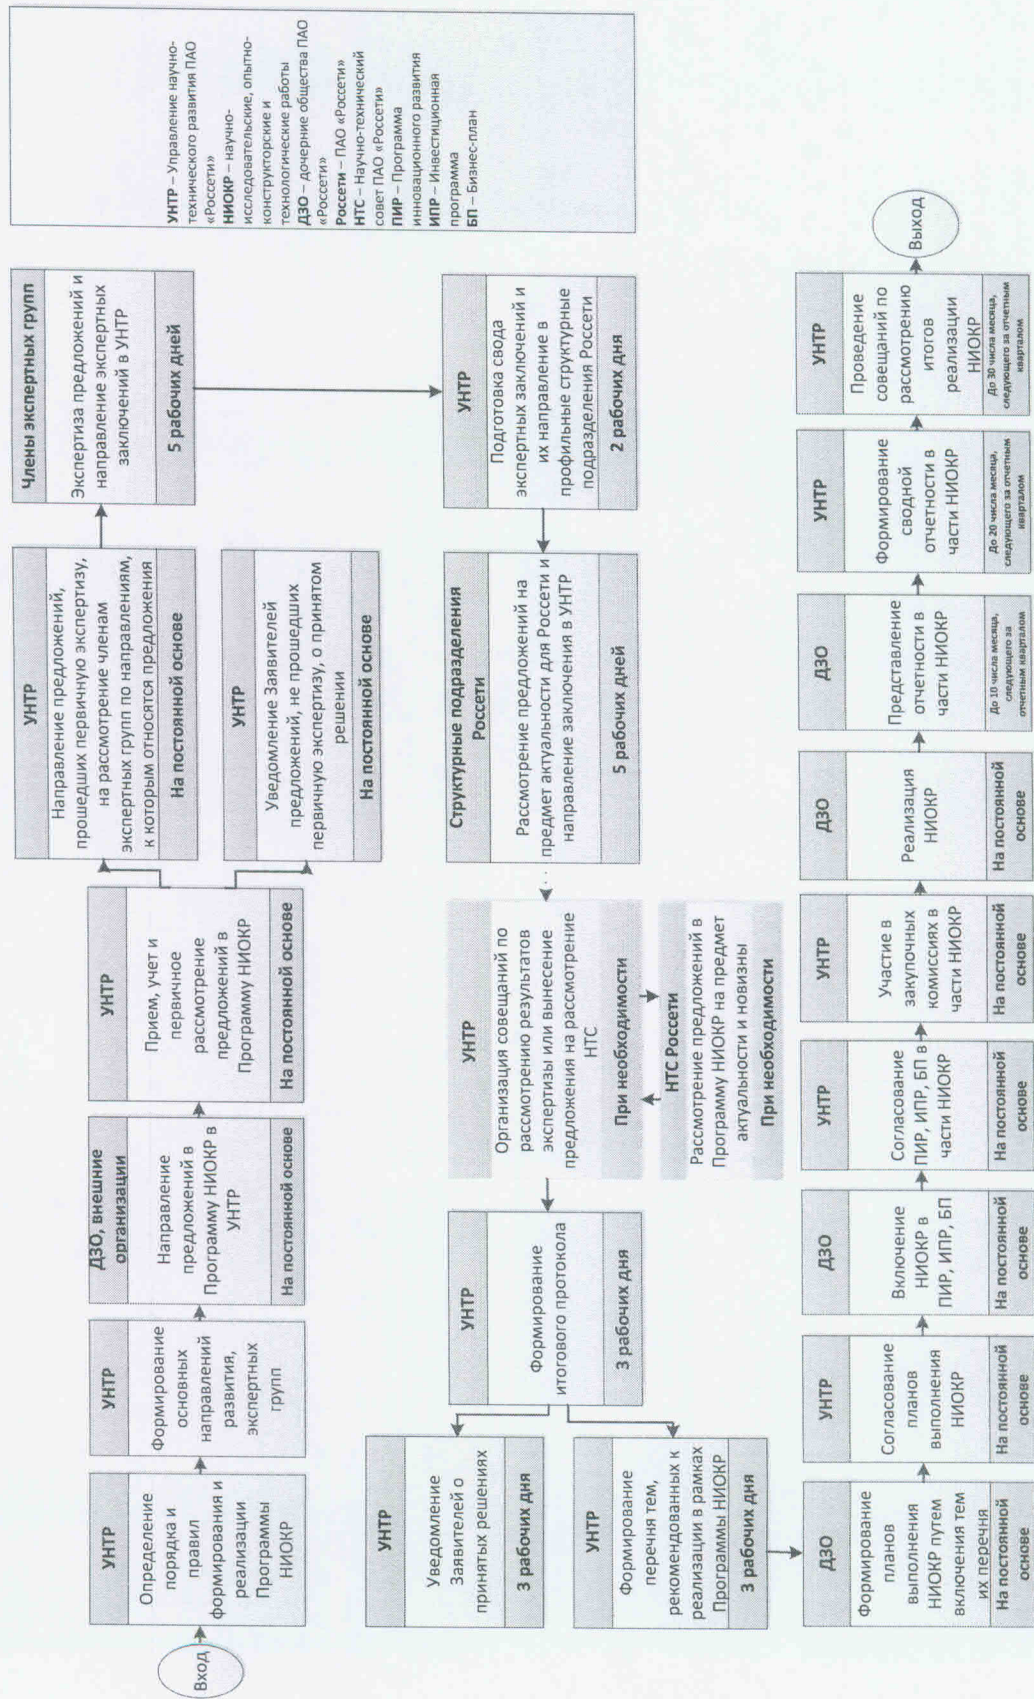 Вход
УНТР
Определение
порядка и
правил
формирования и
реализации
Программы
НИОКР
УНТР
Формирование
основных
направлений
развития,
экспертных
групп
ДЗО, внешние
организации
Направление
предложений в
Программу НИОКР в
УНТР
На постоянной основе
УНТР
Прием, учет и
первичное
рассмотрение
предложений в
Программу НИОКР
На постоянной основе
УНТР
Направление предложений,
прошедших первичную экспертизу,
на рассмотрение членам
экспертных групп по направлениям,
к которым относятся предложения
На постоянной основе
УНТР
Уведомление Заявителей
предложений, не прошедших
первичную экспертизу, о принятом
решении
На постоянной основе
Члены экспертных групп
Экспертиза предложений и
направление экспертных
заключений в УНТР
5 рабочих дней
УНТР – Управление научно-
технического развития ПАО
«Россети»
НИОКР – научно-
исследовательские, опытно-
конструкторские и
технологические работы
ДЗО – дочерние общества ПАО
«Россети»
Россети – ПАО «Россети»
НТС – Научно-технический
совет ПАО «Россети»
ПИР – Программа
инновационного развития
ИПР – Инвестиционная
программа
БП – Бизнес-план
УНТР
Подготовка свода
экспертных заключений и
их направление в
профильные структурные
подразделения Россети
2 рабочих дня
Структурные подразделения
Россети
Рассмотрение предложений на
предмет актуальности для Россети и
направление заключения в УНТР
5 рабочих дней
УНТР
Организация совещаний по
рассмотрению результатов
экспертизы или вынесение
предложения на рассмотрение
НТС
При необходимости
НТС Россети
Рассмотрение предложений в
Программу НИОКР на предмет
актуальности и новизны
При необходимости
УНТР
Формирование
итогового протокола
3 рабочих дня
УНТР
Уведомление
Заявителей о
принятых решениях
3 рабочих дня
УНТР
Формирование
перечня тем,
рекомендованных к
реализации в рамках
Программы НИОКР
3 рабочих дня
ДЗО
Формирование
планов
выполнения
НИОКР путем
включения тем
их перечня
На постоянной
основе
УНТР
Согласование
планов
выполнения
НИОКР
На постоянной
основе
ДЗО
Включение
НИОКР в
ПИР, ИПР, БП
На постоянной
основе
УНТР
Согласование
ПИР, ИПР, БП в
части НИОКР
На постоянной
основе
УНТР
Участие в
закупочных
комиссиях в
части НИОКР
На постоянной
основе
ДЗО
Реализация
НИОКР
На постоянной
основе
ДЗО
Представление
отчетности в
части НИОКР
До 10 числа месяца,
следующего за
отчетным кварталом
УНТР
Формирование
сводной
отчетности в
части НИОКР
До 20 числа месяца,
следующего за отчетным
кварталом
УНТР
Проведение
совещаний по
рассмотрению
итогов
реализации
НИОКР
До 30 числа месяца,
следующего за отчетным
кварталом
Выход